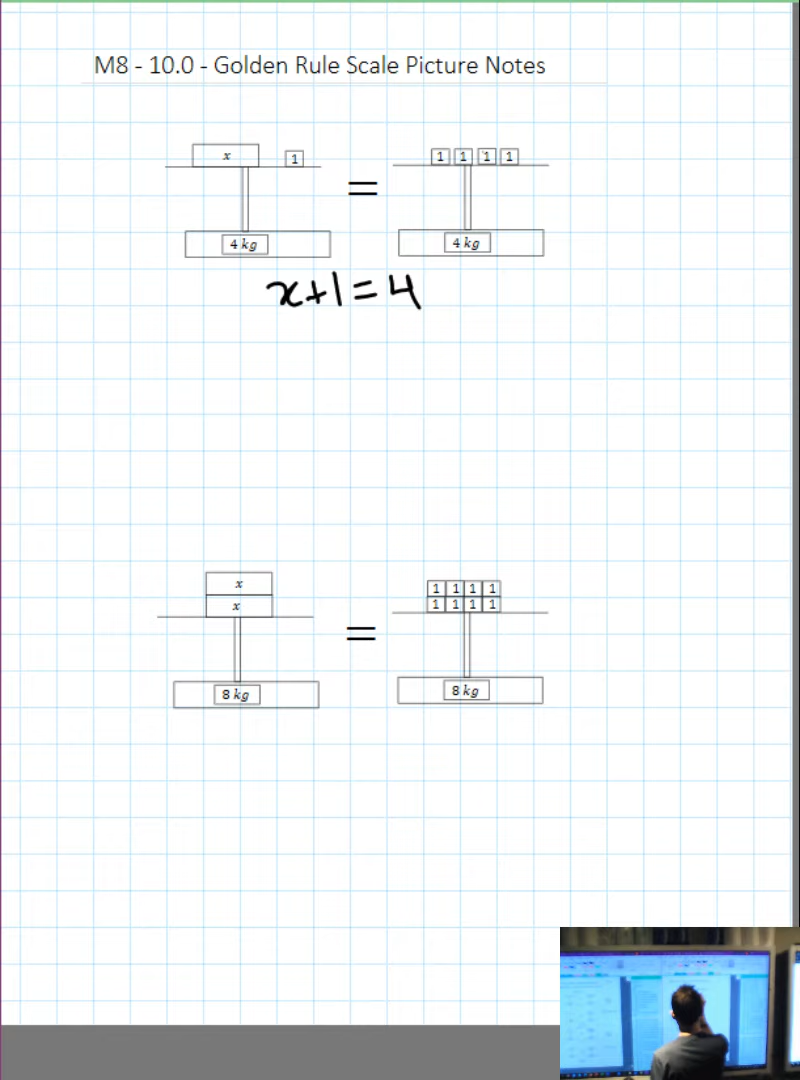 M8 - 10.0 - Golden Rule Scale Picture Notes
x 1 = 1 1 1 1
4 kg 4 kg
x+1=4
x 1 1 1 1
x 1 1 1 1
=
8 kg 8 kg